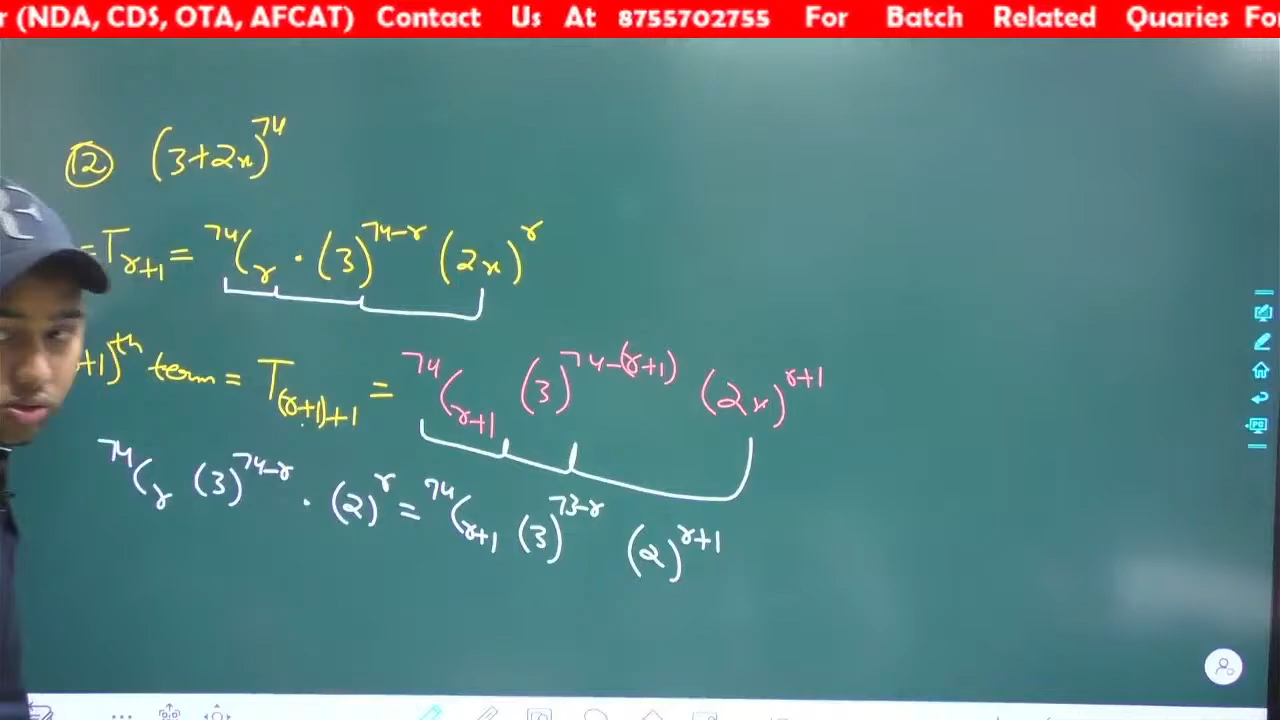 r (NDA, CDS, OTA, AFCAT) Contact Us At 8755702755 For Batch Related Quaries Fo
12 (3+2x)^74
= T_{r+1} = ^74C_r · (3)^{74-r} (2x)^r
+1)^th term = T_{(r+1)+1} = ^74C_{r+1} (3)^{74-(r+1)} (2x)^{r+1}
^74C_r (3)^{74-r} · (2)^r = ^74C_{r+1} (3)^{73-r} (2)^{r+1}